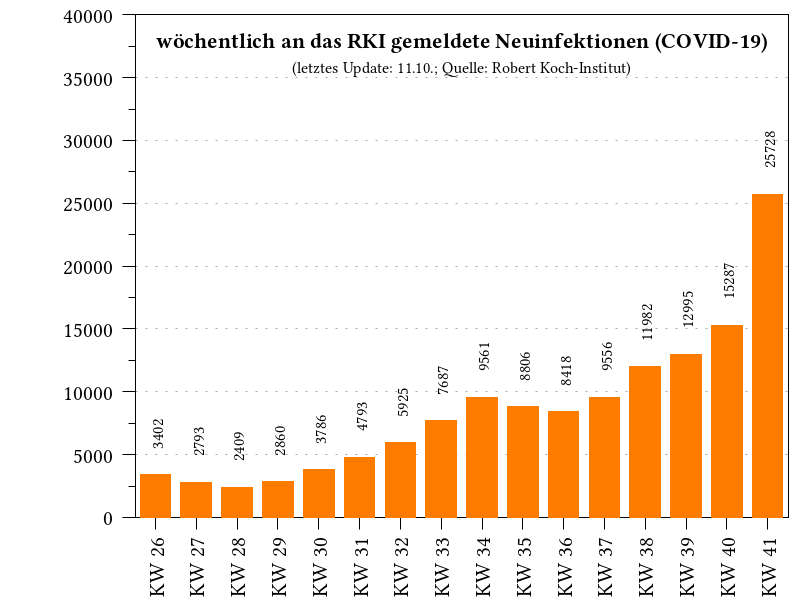 wöchentlich an das RKI gemeldete Neuinfektionen (COVID-19)
(letztes Update: 11.10.; Quelle: Robert Koch-Institut)
40000
35000
30000
25000
20000
15000
10000
5000
0
3402
2793
2409
2860
3786
4793
5925
7687
9561
8806
8418
9556
11982
12995
15287
25728
KW 26
KW 27
KW 28
KW 29
KW 30
KW 31
KW 32
KW 33
KW 34
KW 35
KW 36
KW 37
KW 38
KW 39
KW 40
KW 41